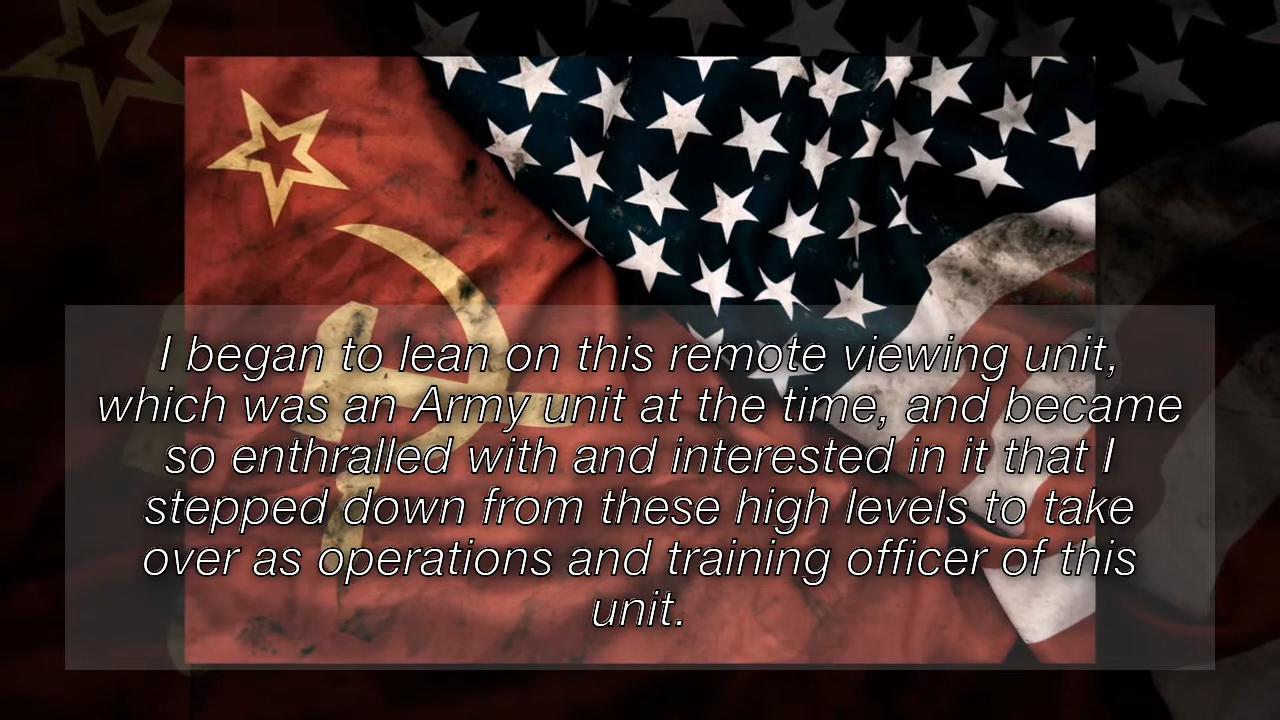 I began to lean on this remote viewing unit,
which was an Army unit at the time, and became
so enthralled with and interested in it that I
stepped down from these high levels to take
over as operations and training officer of this
unit.